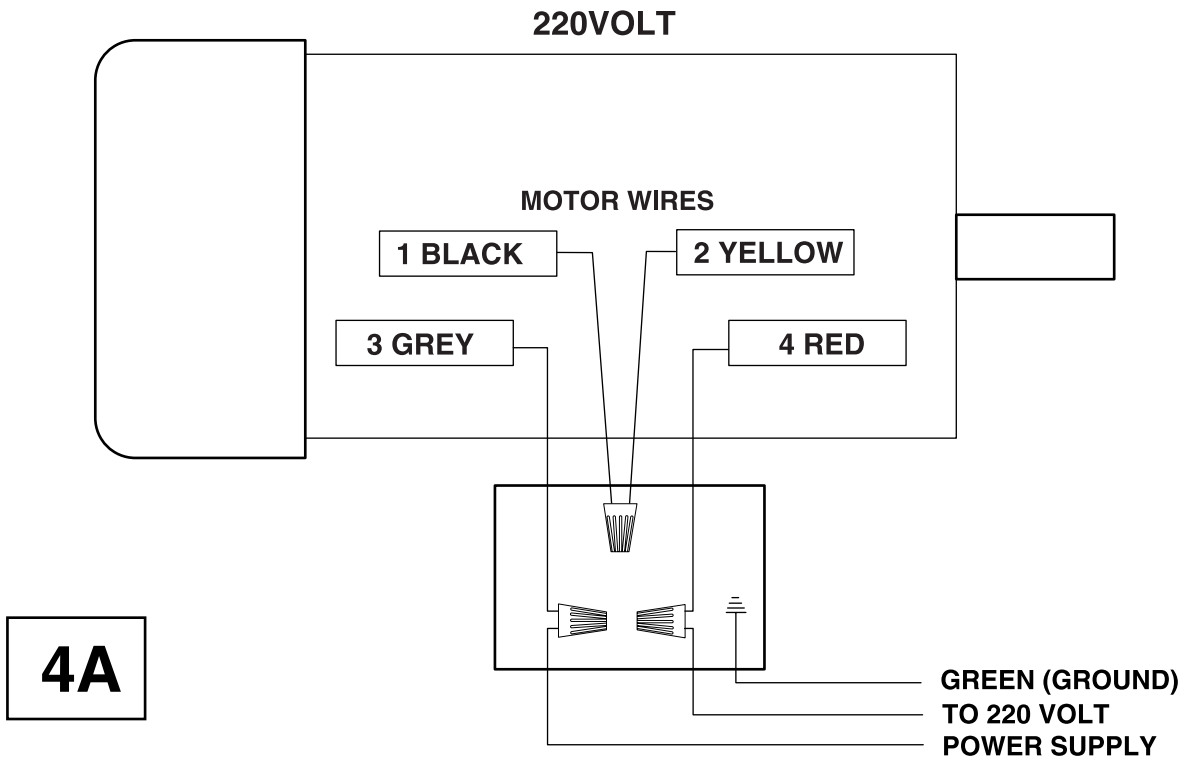 220VOLT
MOTOR WIRES
1 BLACK
2 YELLOW
3 GREY
4 RED
4A
GREEN (GROUND)
TO 220 VOLT
POWER SUPPLY